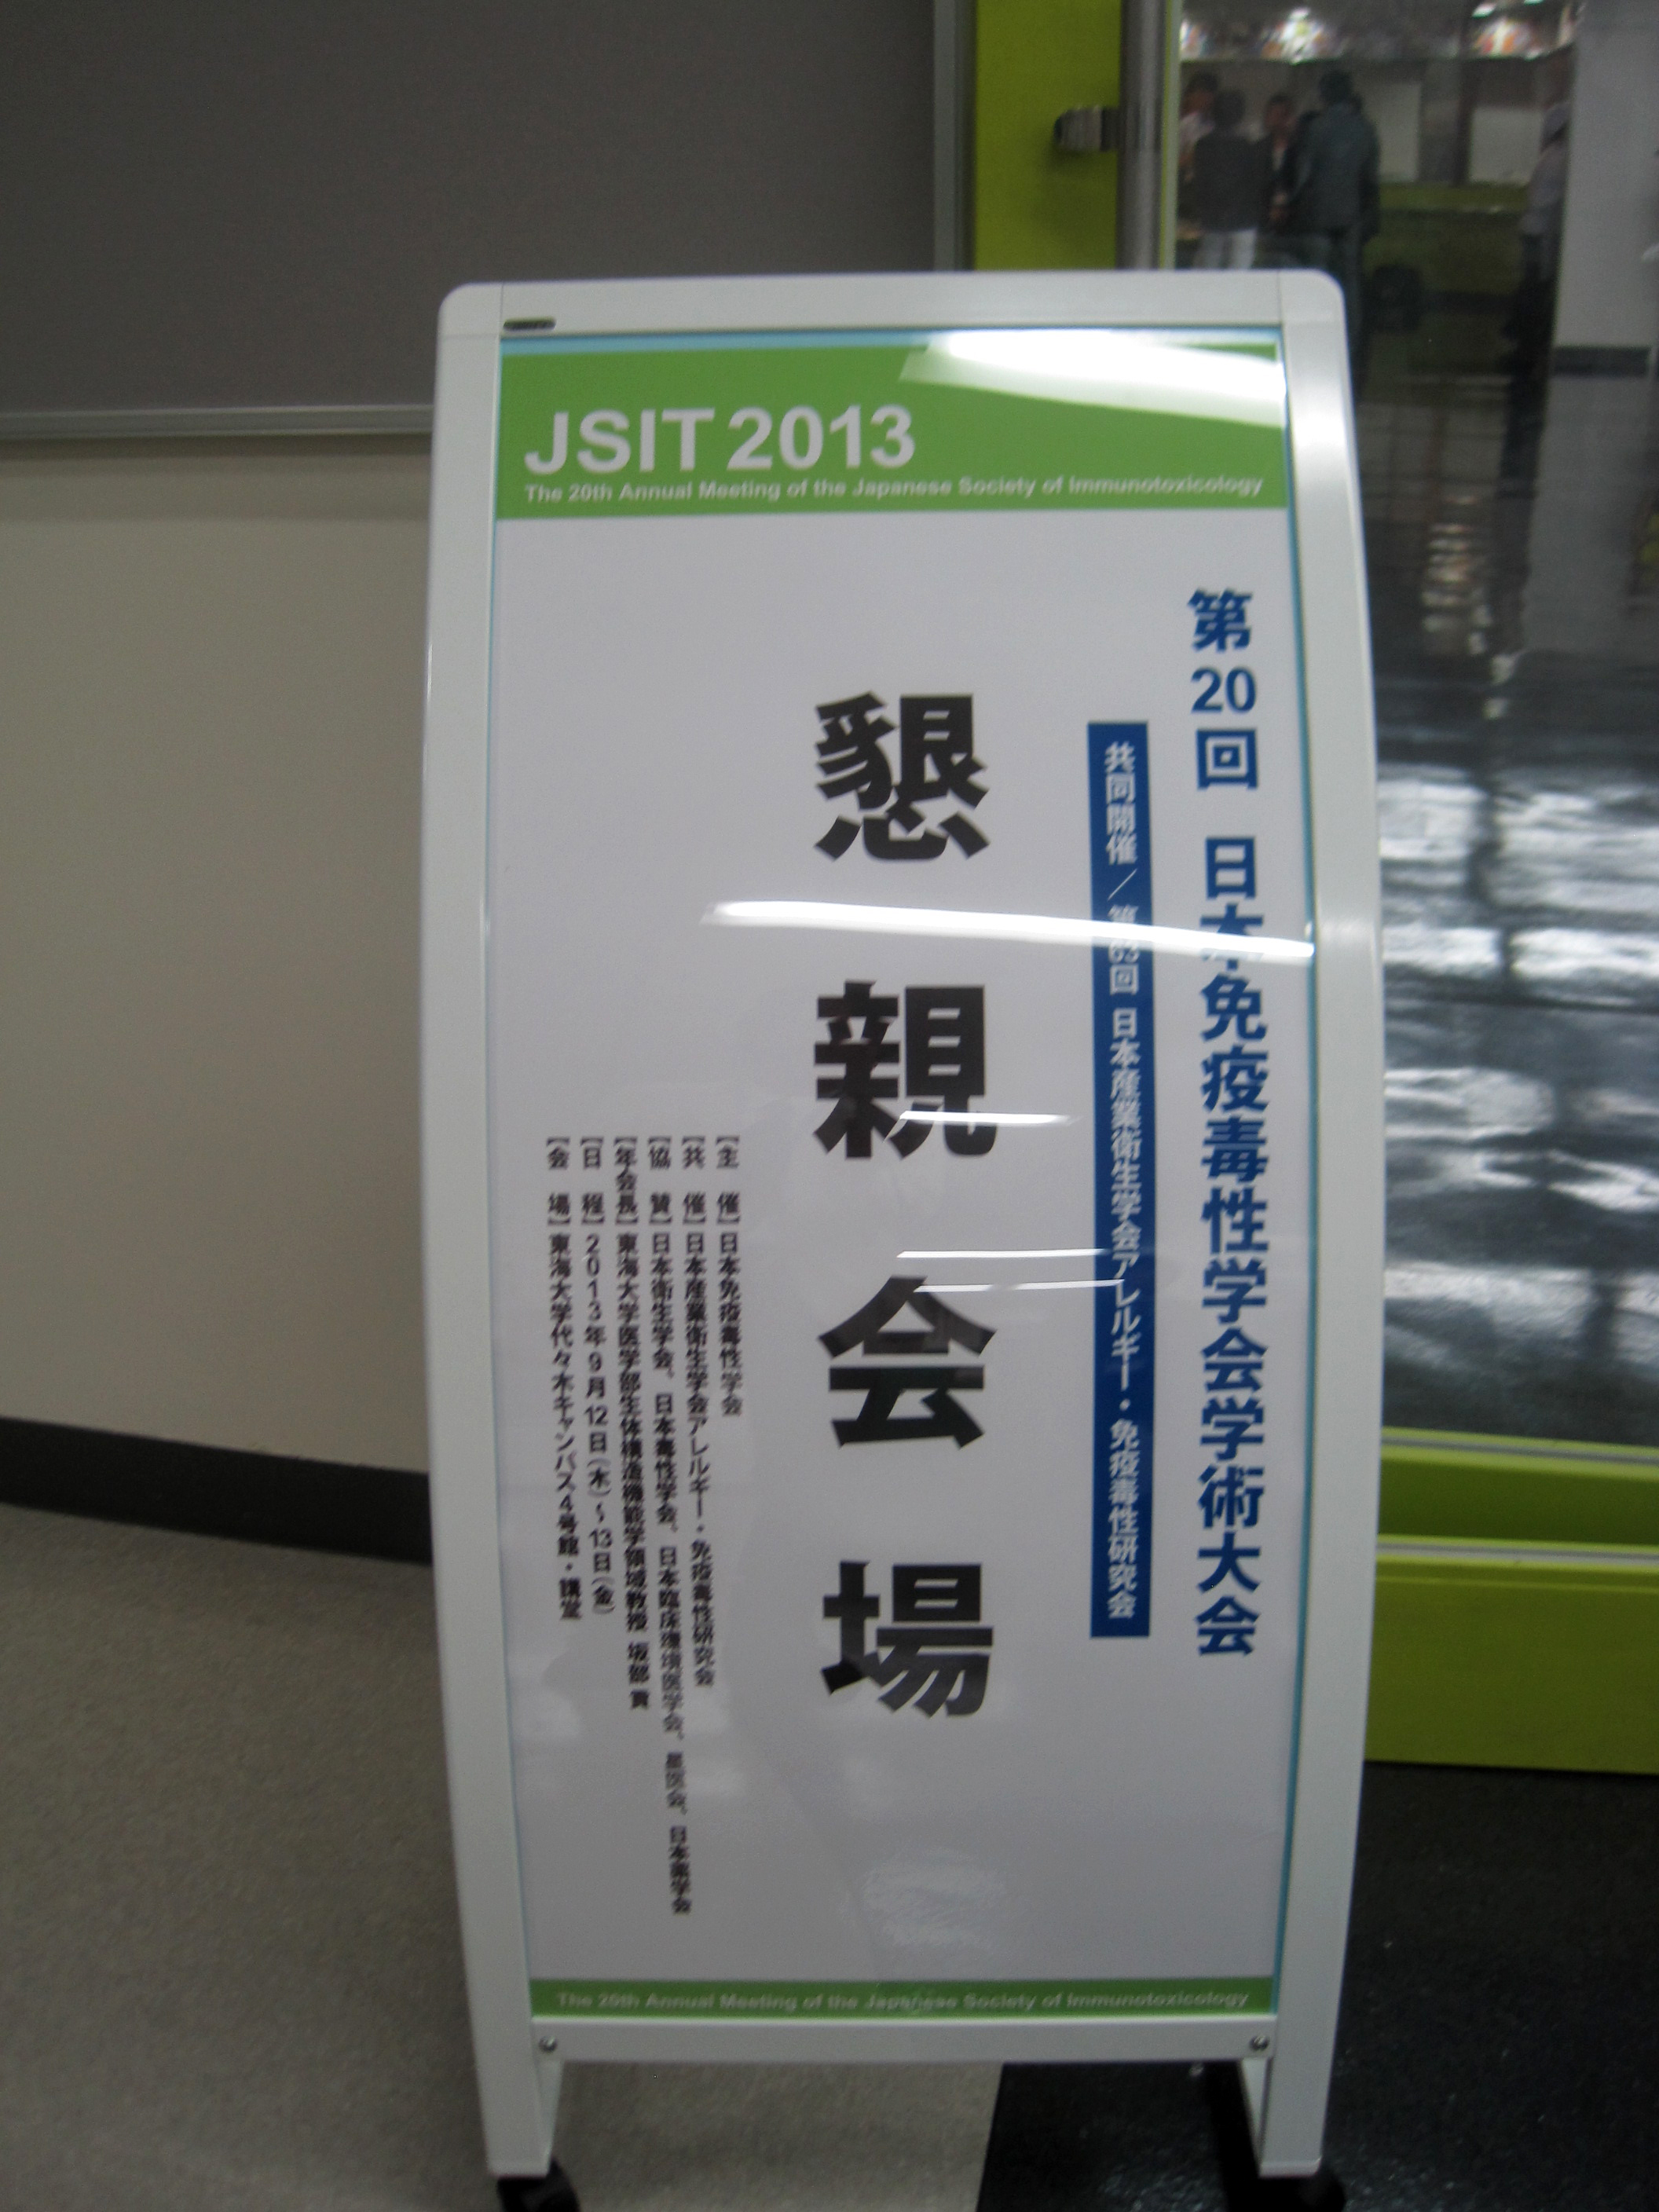 JSIT 2013
The 20th Annual Meeting of the Japanese Society of Immunotoxicology
第20回 日本免疫毒性学会学術大会
共同開催／第63回 日本産業衛生学会アレルギー・免疫毒性研究会
懇親会場
【主 催】日本免疫毒性学会
【共 催】日本産業衛生学会アレルギー・免疫毒性研究会
【協 賛】日本衛生学会、日本毒性学会、日本臨床環境医学会、星医会、日本薬学会
【年会長】東海大学医学部生体構造機能学領域教授 坂部 貢
【日 程】2013年9月12日（木）～13日（金）
【会 場】東海大学代々木キャンパス4号館・講堂
The 20th Annual Meeting of the Japanese Society of Immunotoxicology